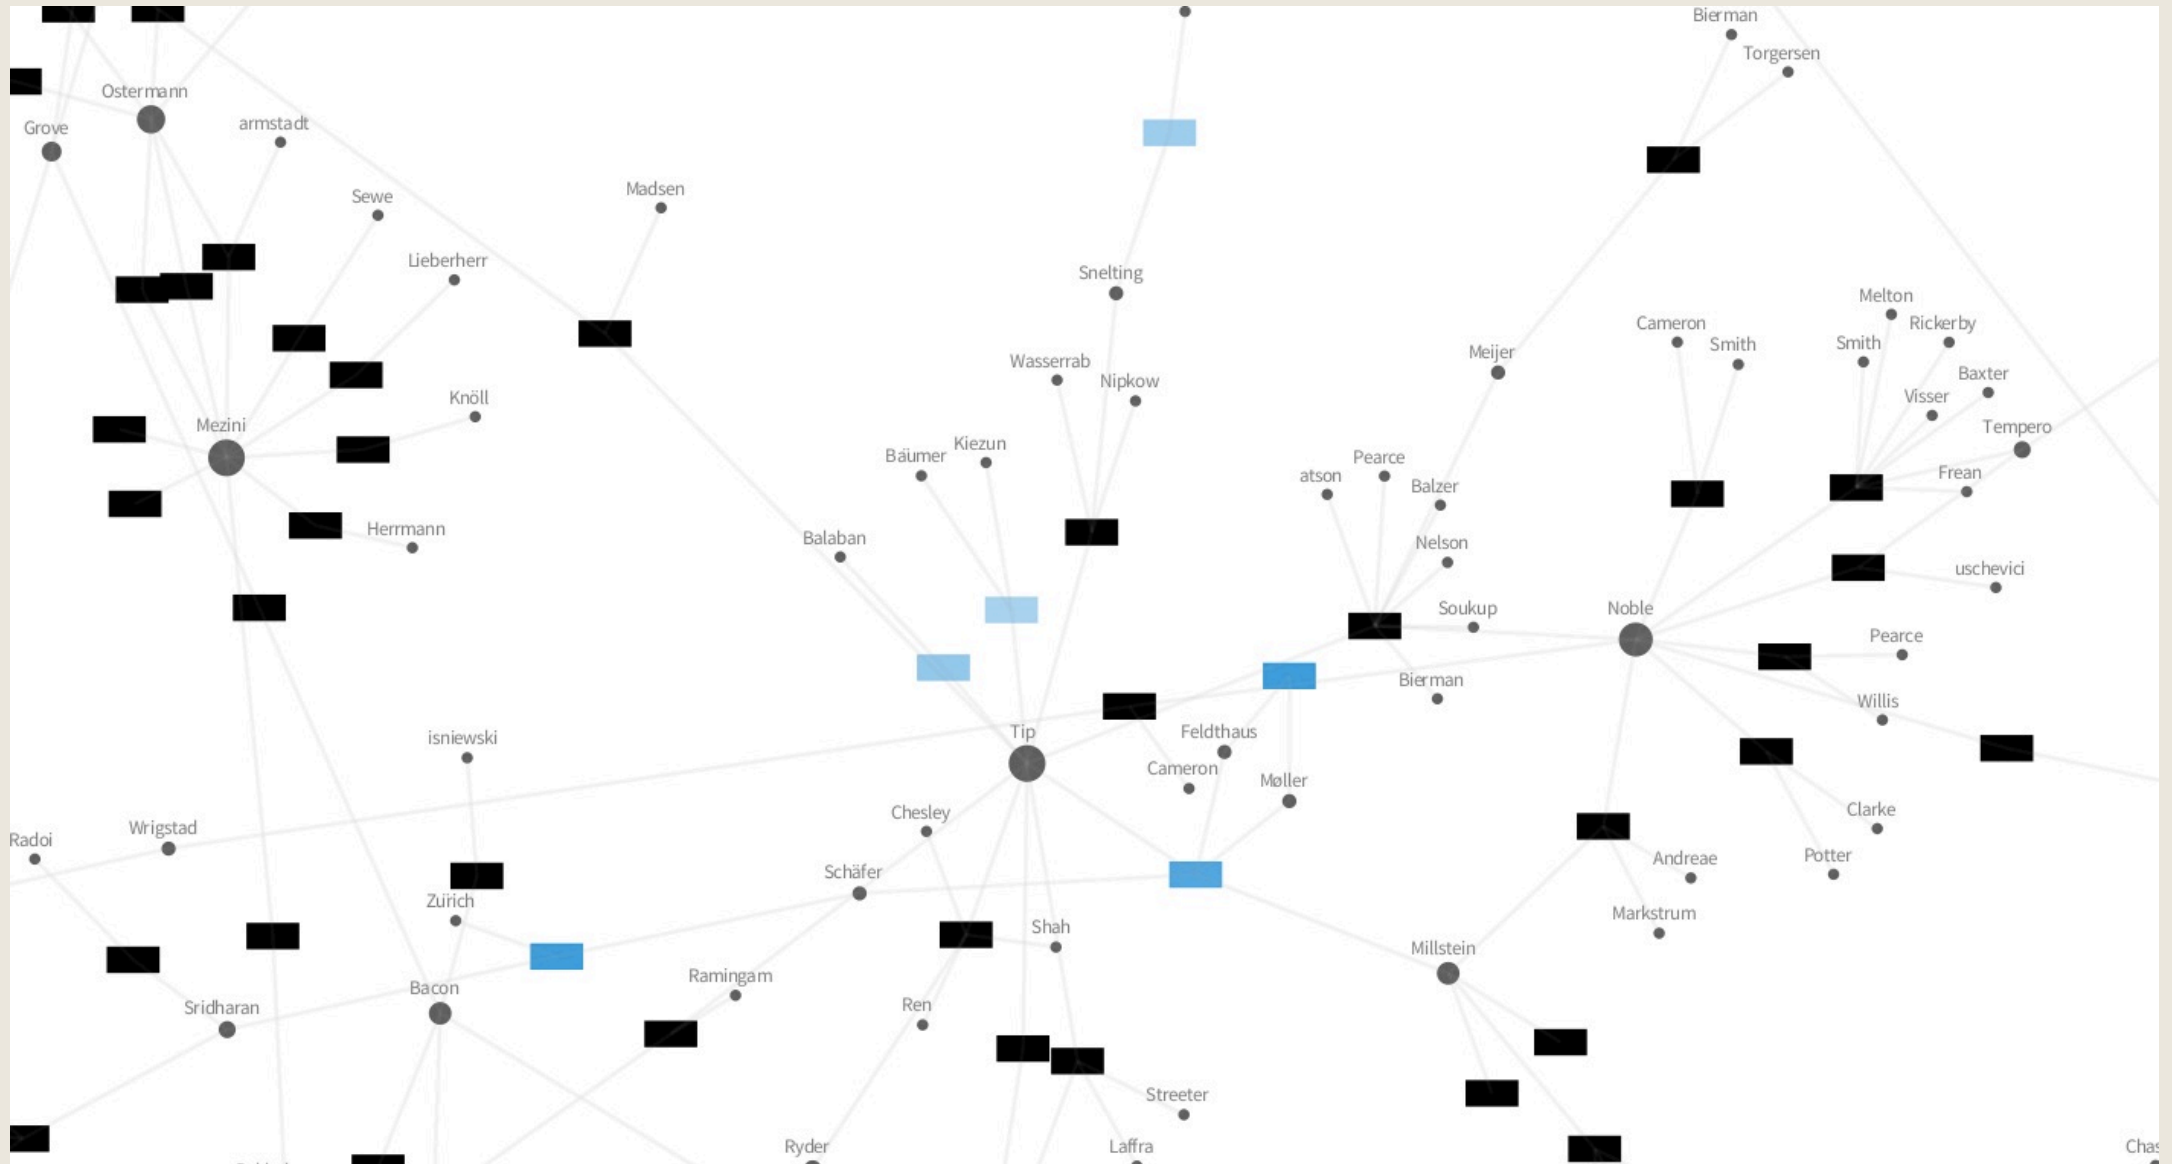 Bierman
Torgersen
Ostermann
Grove
armstadt
Sewe
Madsen
Lieberherr
Snelting
Melton
Cameron
Rickerby
Smith
Smith
Meijer
Wasserrab
Nipkow
Baxter
Visser
Knöll
Mezini
Tempero
Kiezun
Bäumer
Pearce
atson
Frean
Balzer
Herrmann
Balaban
Nelson
uschevici
Soukup
Noble
Pearce
Bierman
Willis
Tip
Feldthaus
isniewski
Cameron
Møller
Chesley
Clarke
Wrigstad
Radoi
Andreae
Potter
Schäfer
Zürich
Markstrum
Shah
Millstein
Ramingam
Bacon
Sridharan
Ren
Streeter
Ryder
Laffra
Chas